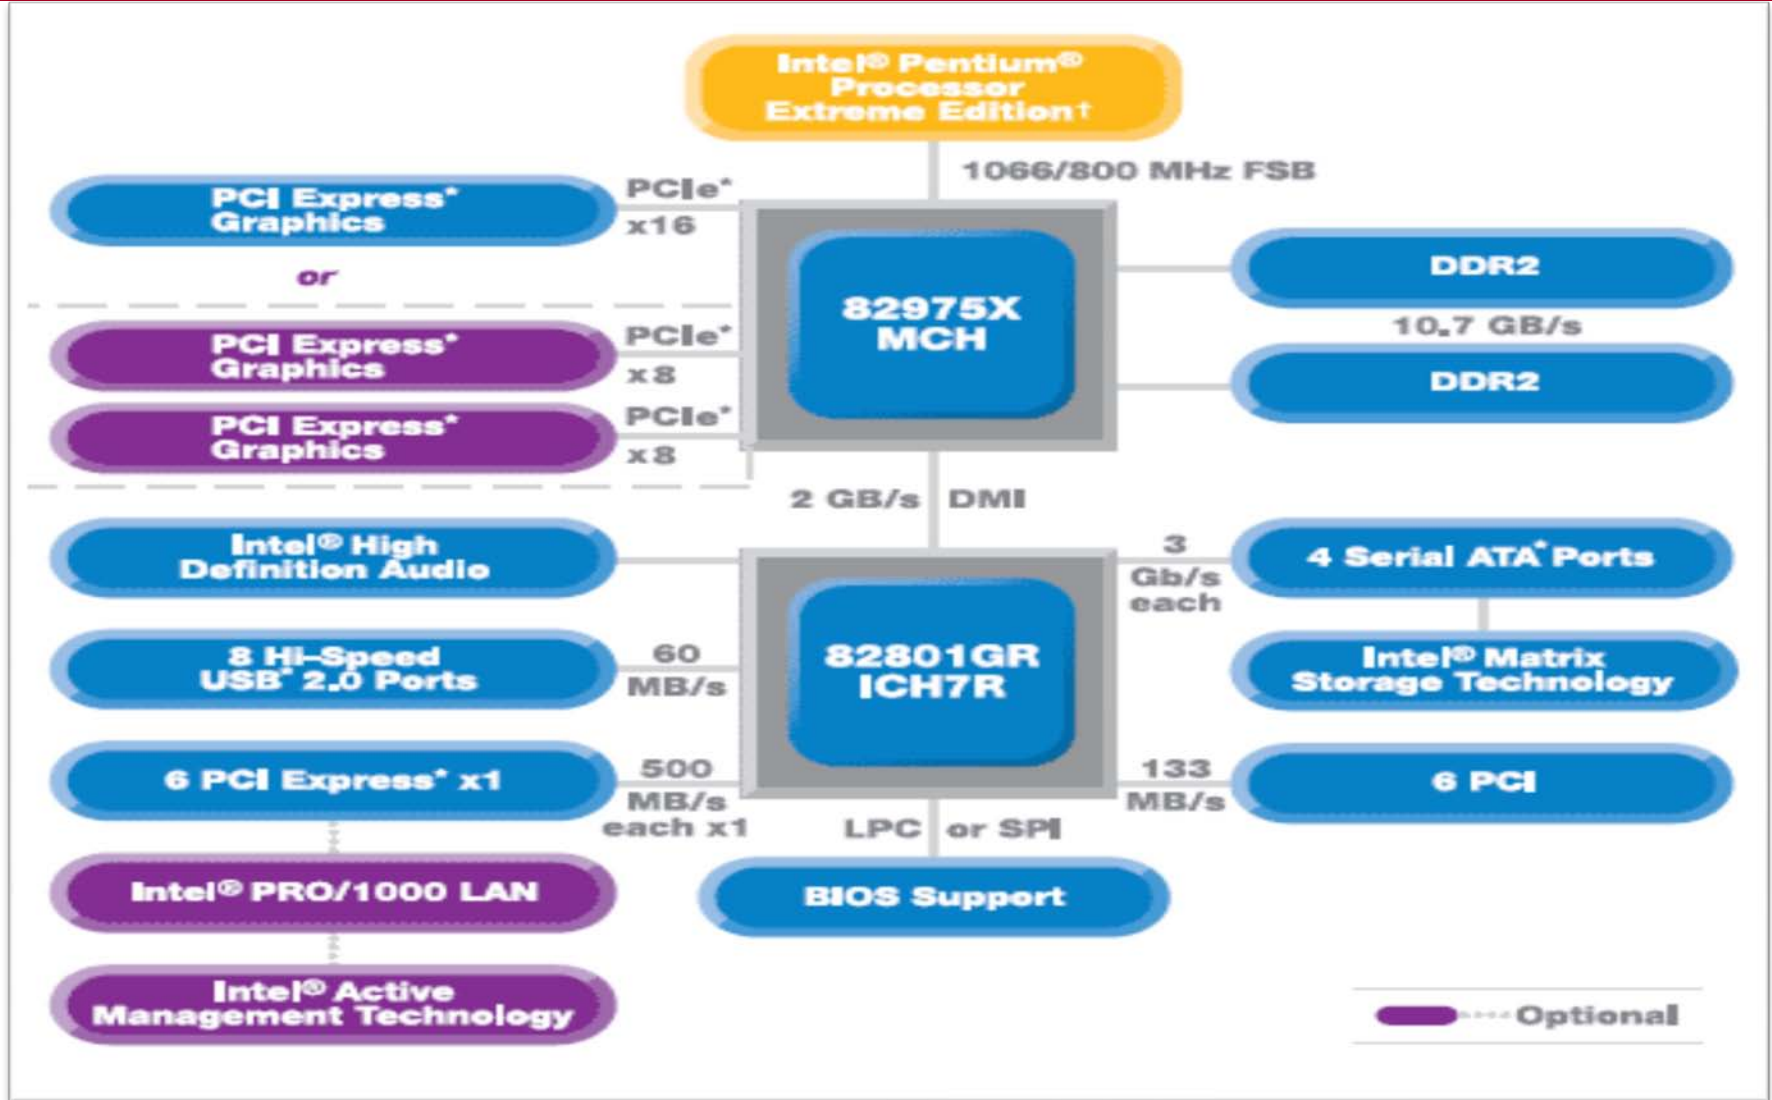 Intel® Pentium®
Processor
Extreme Edition†
1066/800 MHz FSB
PCI Express*
Graphics
PCIe*
x16
or
PCI Express*
Graphics
PCIe*
x8
PCI Express*
Graphics
PCIe*
x8
82975X
MCH
DDR2
10.7 GB/s
DDR2
2 GB/s DMI
Intel® High
Definition Audio
8 Hi-Speed
USB* 2.0 Ports
60
MB/s
6 PCI Express* x1
500
MB/s
each x1
Intel® PRO/1000 LAN
Intel® Active
Management Technology
82801GR
ICH7R
3
Gb/s
each
4 Serial ATA* Ports
Intel® Matrix
Storage Technology
133
MB/s
6 PCI
LPC or SPI
BIOS Support
Optional